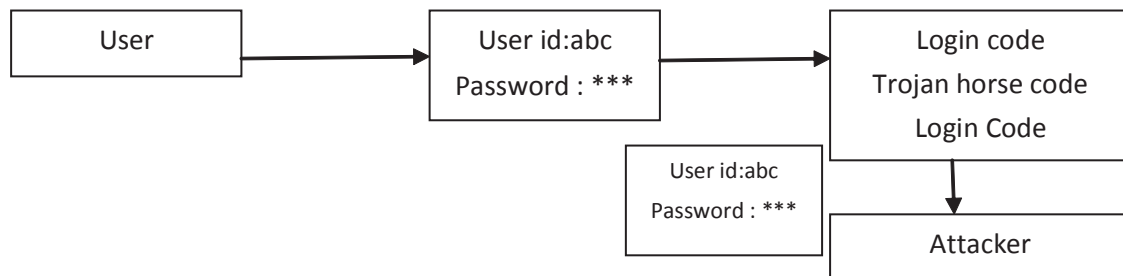 User
User id:abc
Password : ***
Login code
Trojan horse code
Login Code
User id:abc
Password : ***
Attacker